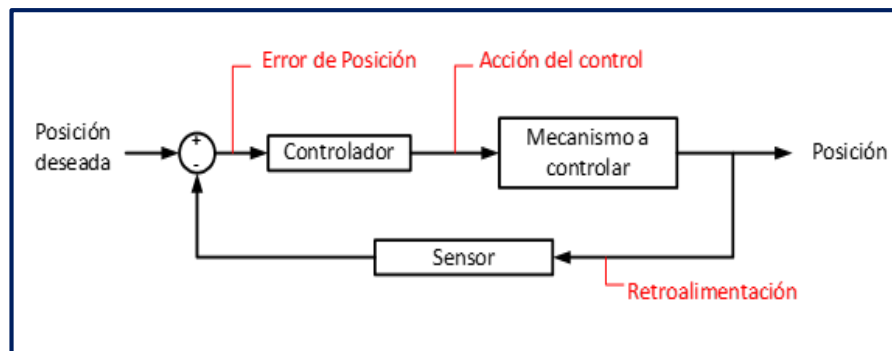 Error de Posición
Acción del control
Posición
deseada
+
-
Controlador
Mecanismo a
controlar
Posición
Sensor
Retroalimentación